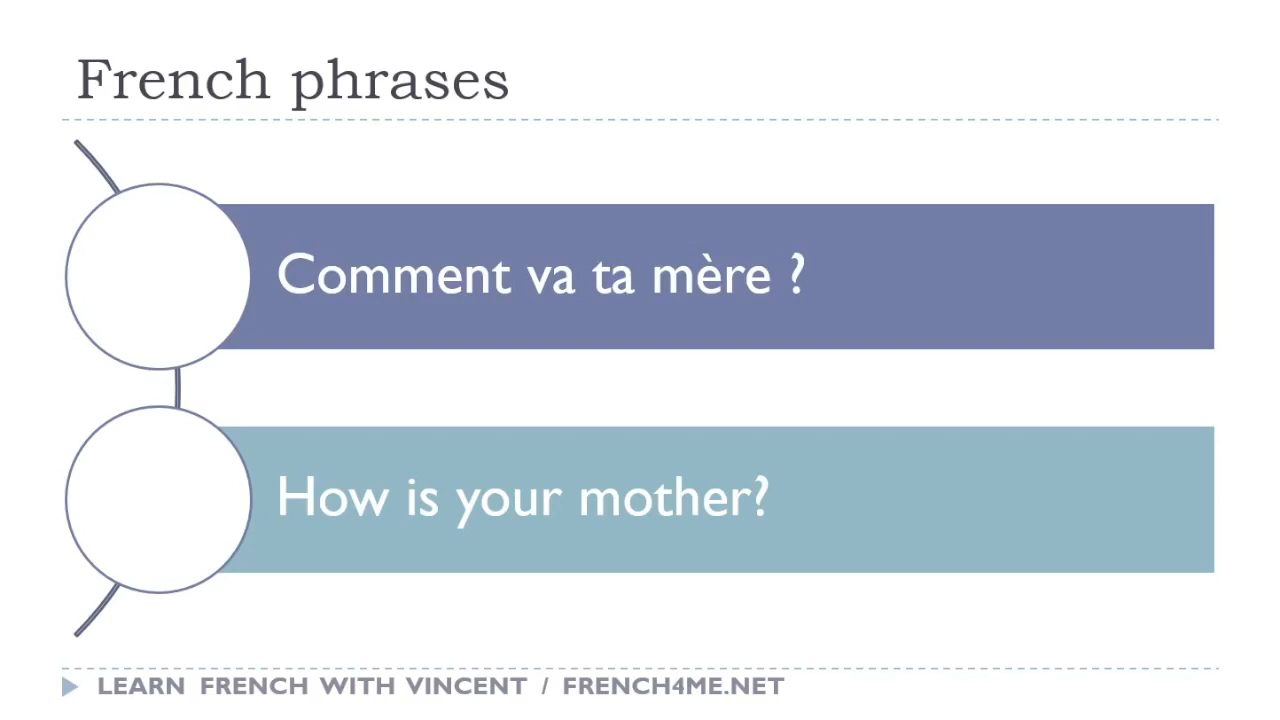 French phrases
Comment va ta mère ?
How is your mother?
LEARN FRENCH WITH VINCENT / FRENCH4ME.NET